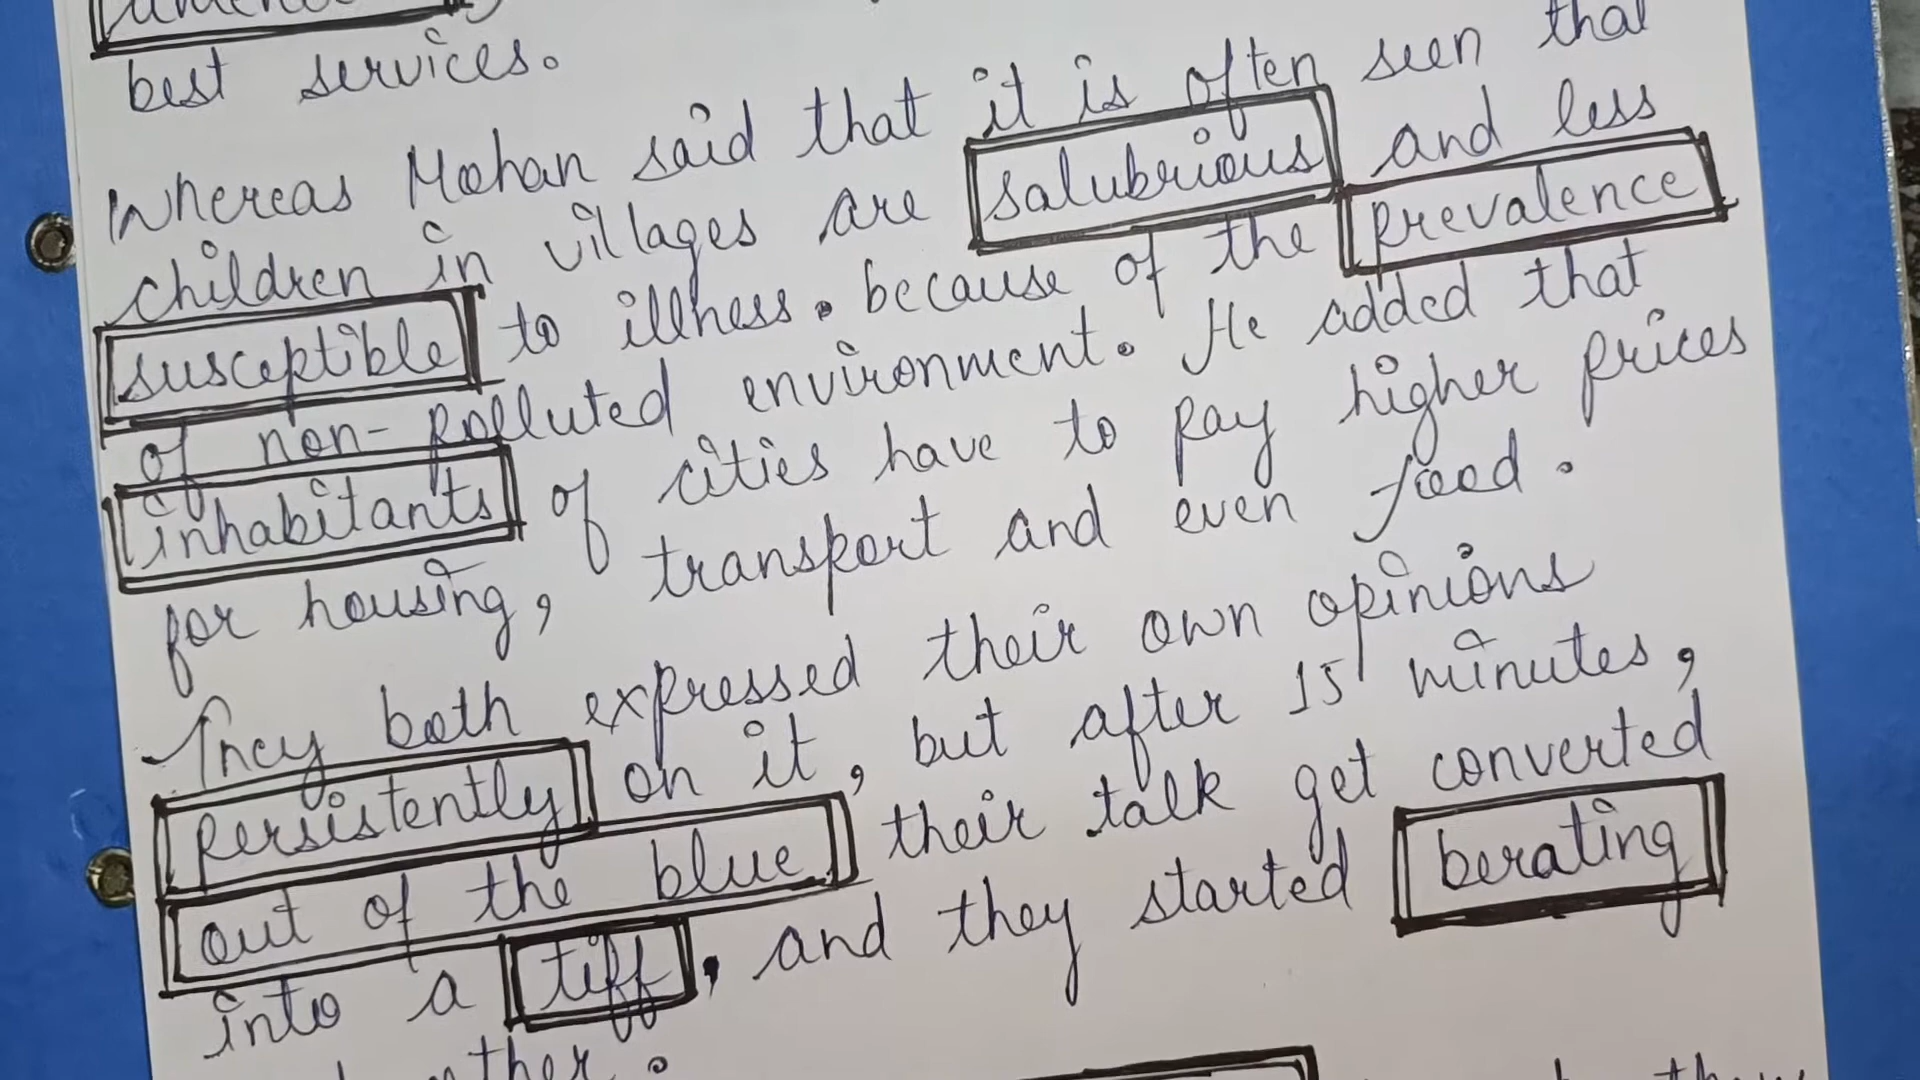 best services.
Whereas Mohan said that it is often seen that
children in villages are salubrious and less
susceptible to illness. because of the prevalence
of non-polluted environment. He added that
inhabitants of cities have to pay higher prices
for housing, transport and even food.
They both expressed their own opinions
persistently on it, but after 15 minutes,
out of the blue their talk get converted
into a tiff, and they started berating
other.